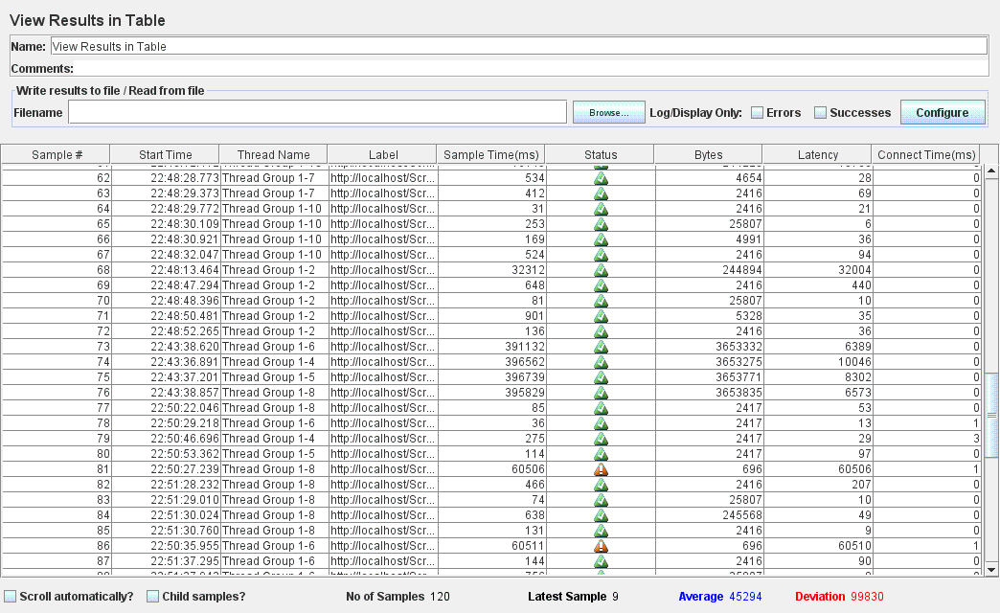 View Results in Table
Name: View Results in Table
Comments:
Write results to file / Read from file
Filename Browse... Log/Display Only: Errors Successes Configure
Sample # Start Time Thread Name Label Sample Time(ms) Status Bytes Latency Connect Time(ms)
62 22:48:28.773 Thread Group 1-7 http://localhost/Scr... 534 4654 28 0
63 22:48:29.373 Thread Group 1-7 http://localhost/Scr... 412 2416 69 0
64 22:48:29.772 Thread Group 1-10 http://localhost/Scr... 31 2416 21 0
65 22:48:30.109 Thread Group 1-10 http://localhost/Scr... 253 25807 6 0
66 22:48:30.921 Thread Group 1-10 http://localhost/Scr... 169 4991 36 0
67 22:48:32.047 Thread Group 1-10 http://localhost/Scr... 524 2416 94 0
68 22:48:13.464 Thread Group 1-2 http://localhost/Scr... 32312 244894 32004 0
69 22:48:47.294 Thread Group 1-2 http://localhost/Scr... 648 2416 440 0
70 22:48:48.396 Thread Group 1-2 http://localhost/Scr... 81 25807 10 0
71 22:48:50.481 Thread Group 1-2 http://localhost/Scr... 901 5328 35 0
72 22:48:52.265 Thread Group 1-2 http://localhost/Scr... 136 2416 36 0
73 22:43:38.620 Thread Group 1-6 http://localhost/Scr... 391132 3653332 6389 0
74 22:43:36.891 Thread Group 1-4 http://localhost/Scr... 396562 3653275 10046 0
75 22:43:37.201 Thread Group 1-5 http://localhost/Scr... 396739 3653771 8302 0
76 22:43:38.857 Thread Group 1-8 http://localhost/Scr... 395829 3653835 6573 0
77 22:50:22.046 Thread Group 1-8 http://localhost/Scr... 85 2417 53 0
78 22:50:29.218 Thread Group 1-6 http://localhost/Scr... 36 2417 13 1
79 22:50:46.696 Thread Group 1-4 http://localhost/Scr... 275 2417 29 3
80 22:50:53.362 Thread Group 1-5 http://localhost/Scr... 114 2417 97 0
81 22:50:27.239 Thread Group 1-8 http://localhost/Scr... 60506 696 60506 1
82 22:51:28.232 Thread Group 1-8 http://localhost/Scr... 466 2416 207 0
83 22:51:29.010 Thread Group 1-8 http://localhost/Scr... 74 25807 10 0
84 22:51:30.024 Thread Group 1-8 http://localhost/Scr... 638 245568 49 0
85 22:51:30.760 Thread Group 1-8 http://localhost/Scr... 131 2416 9 0
86 22:50:35.955 Thread Group 1-6 http://localhost/Scr... 60511 696 60510 1
87 22:51:37.295 Thread Group 1-6 http://localhost/Scr... 144 2416 90 0
Scroll automatically? Child samples? No of Samples 120 Latest Sample 9 Average 45294 Deviation 99830